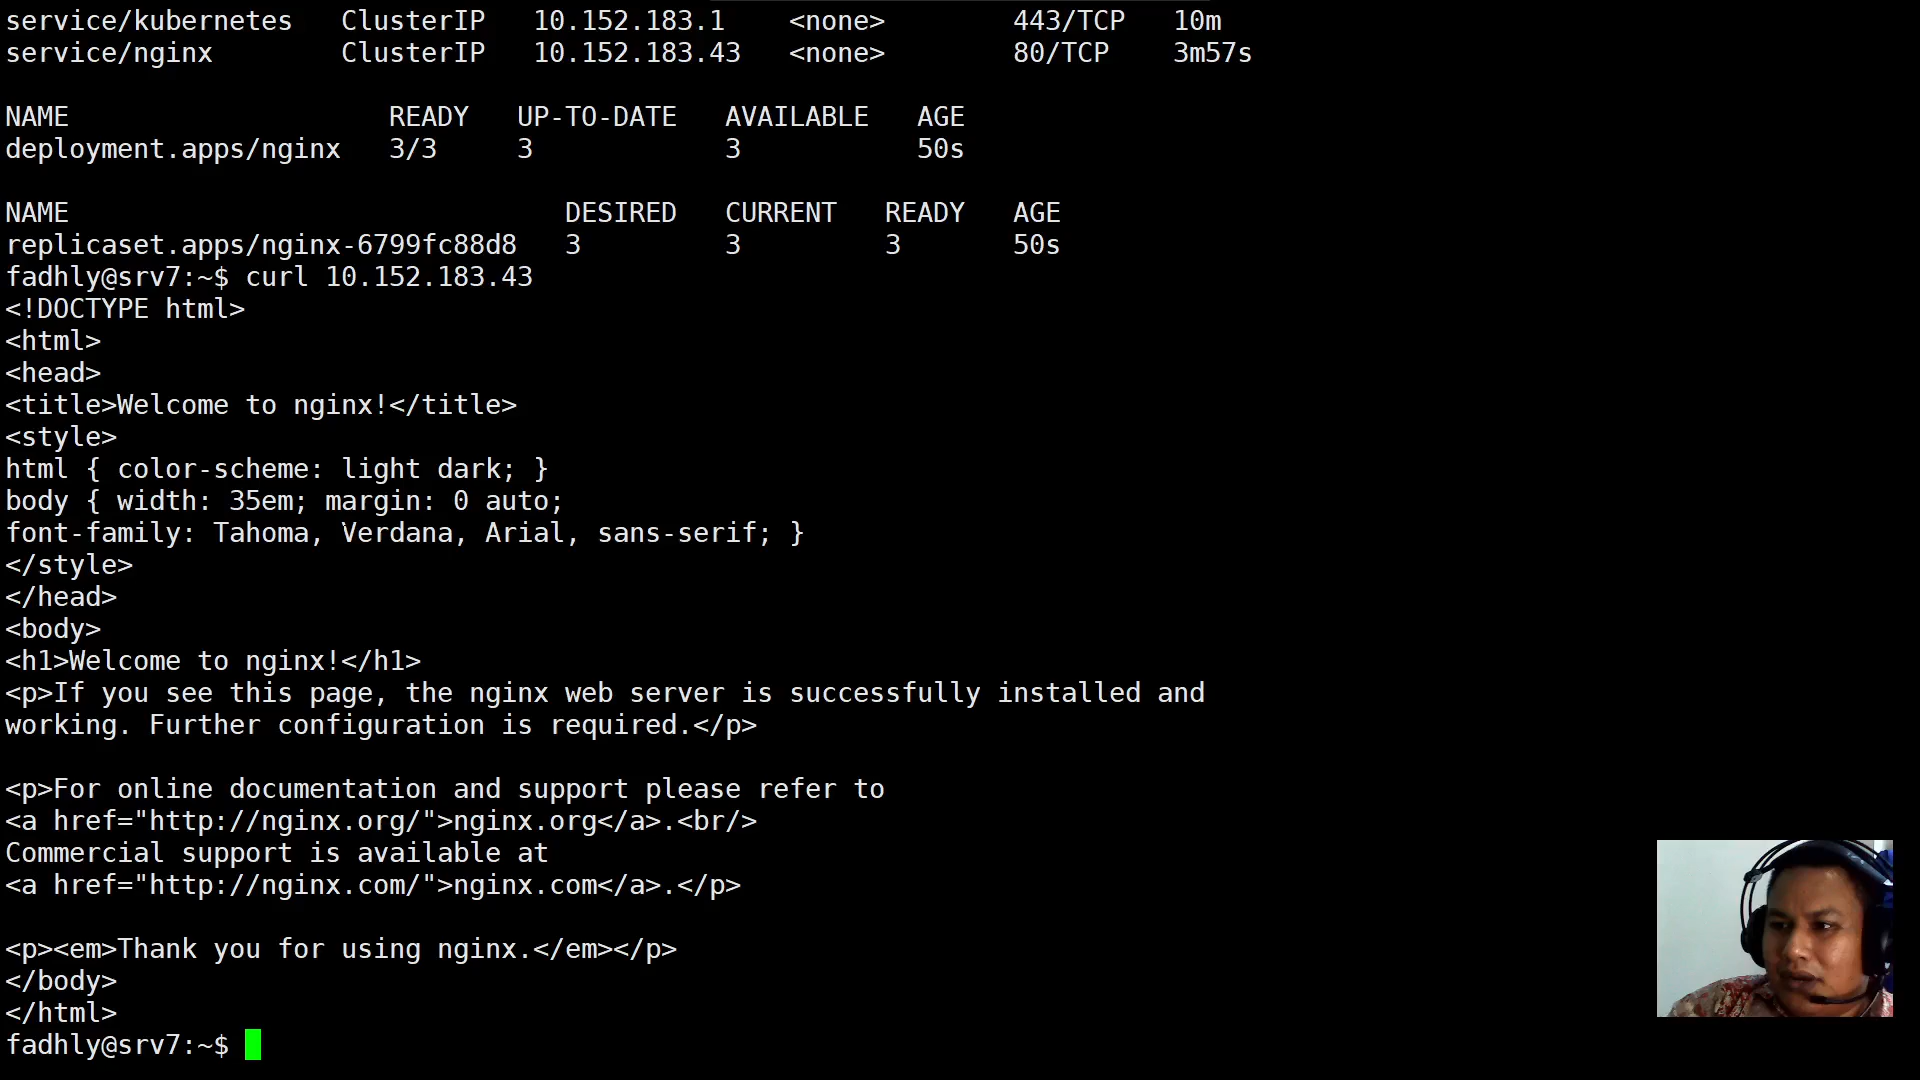 service/kubernetes   ClusterIP   10.152.183.1    <none>        443/TCP   10m
service/nginx        ClusterIP   10.152.183.43   <none>        80/TCP    3m57s

NAME                    READY   UP-TO-DATE   AVAILABLE   AGE
deployment.apps/nginx   3/3     3            3           50s

NAME                               DESIRED   CURRENT   READY   AGE
replicaset.apps/nginx-6799fc88d8   3         3         3       50s
fadhly@srv7:~$ curl 10.152.183.43
<!DOCTYPE html>
<html>
<head>
<title>Welcome to nginx!</title>
<style>
html { color-scheme: light dark; }
body { width: 35em; margin: 0 auto;
font-family: Tahoma, Verdana, Arial, sans-serif; }
</style>
</head>
<body>
<h1>Welcome to nginx!</h1>
<p>If you see this page, the nginx web server is successfully installed and
working. Further configuration is required.</p>

<p>For online documentation and support please refer to
<a href="http://nginx.org/">nginx.org</a>.<br/>
Commercial support is available at
<a href="http://nginx.com/">nginx.com</a>.</p>

<p><em>Thank you for using nginx.</em></p>
</body>
</html>
fadhly@srv7:~$